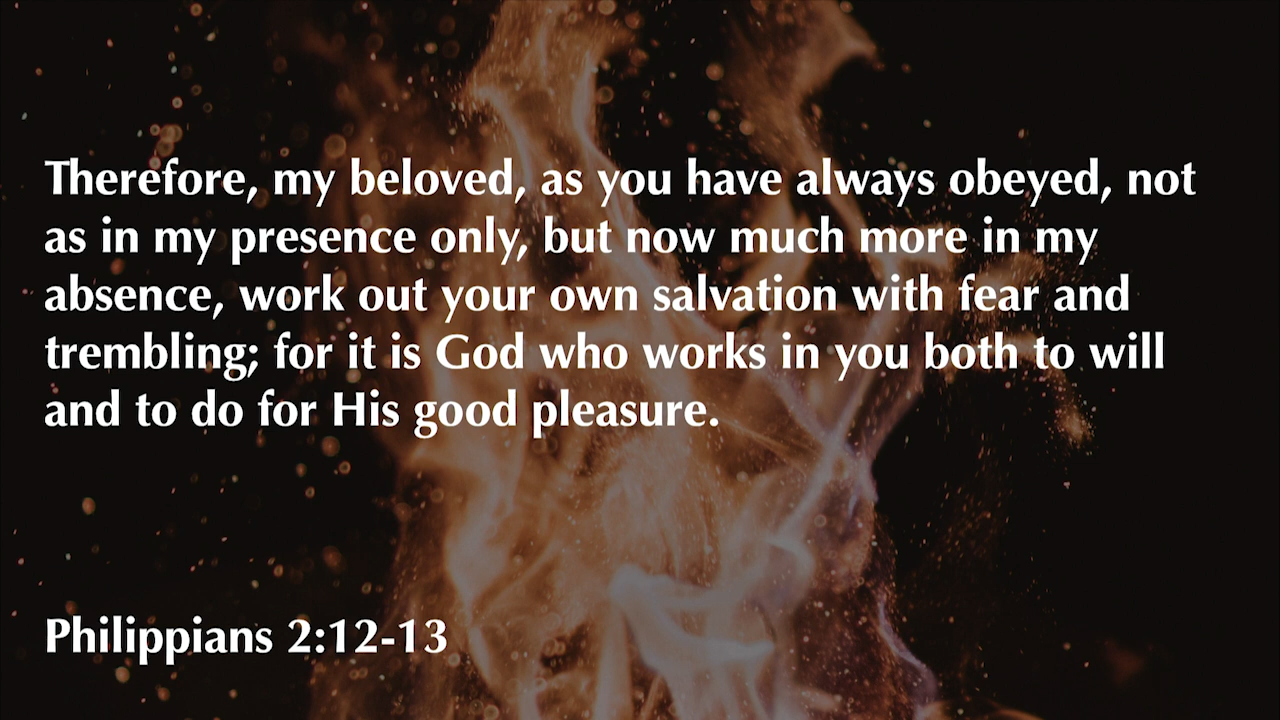 Therefore, my beloved, as you have always obeyed, not
as in my presence only, but now much more in my
absence, work out your own salvation with fear and
trembling; for it is God who works in you both to will
and to do for His good pleasure.
Philippians 2:12-13